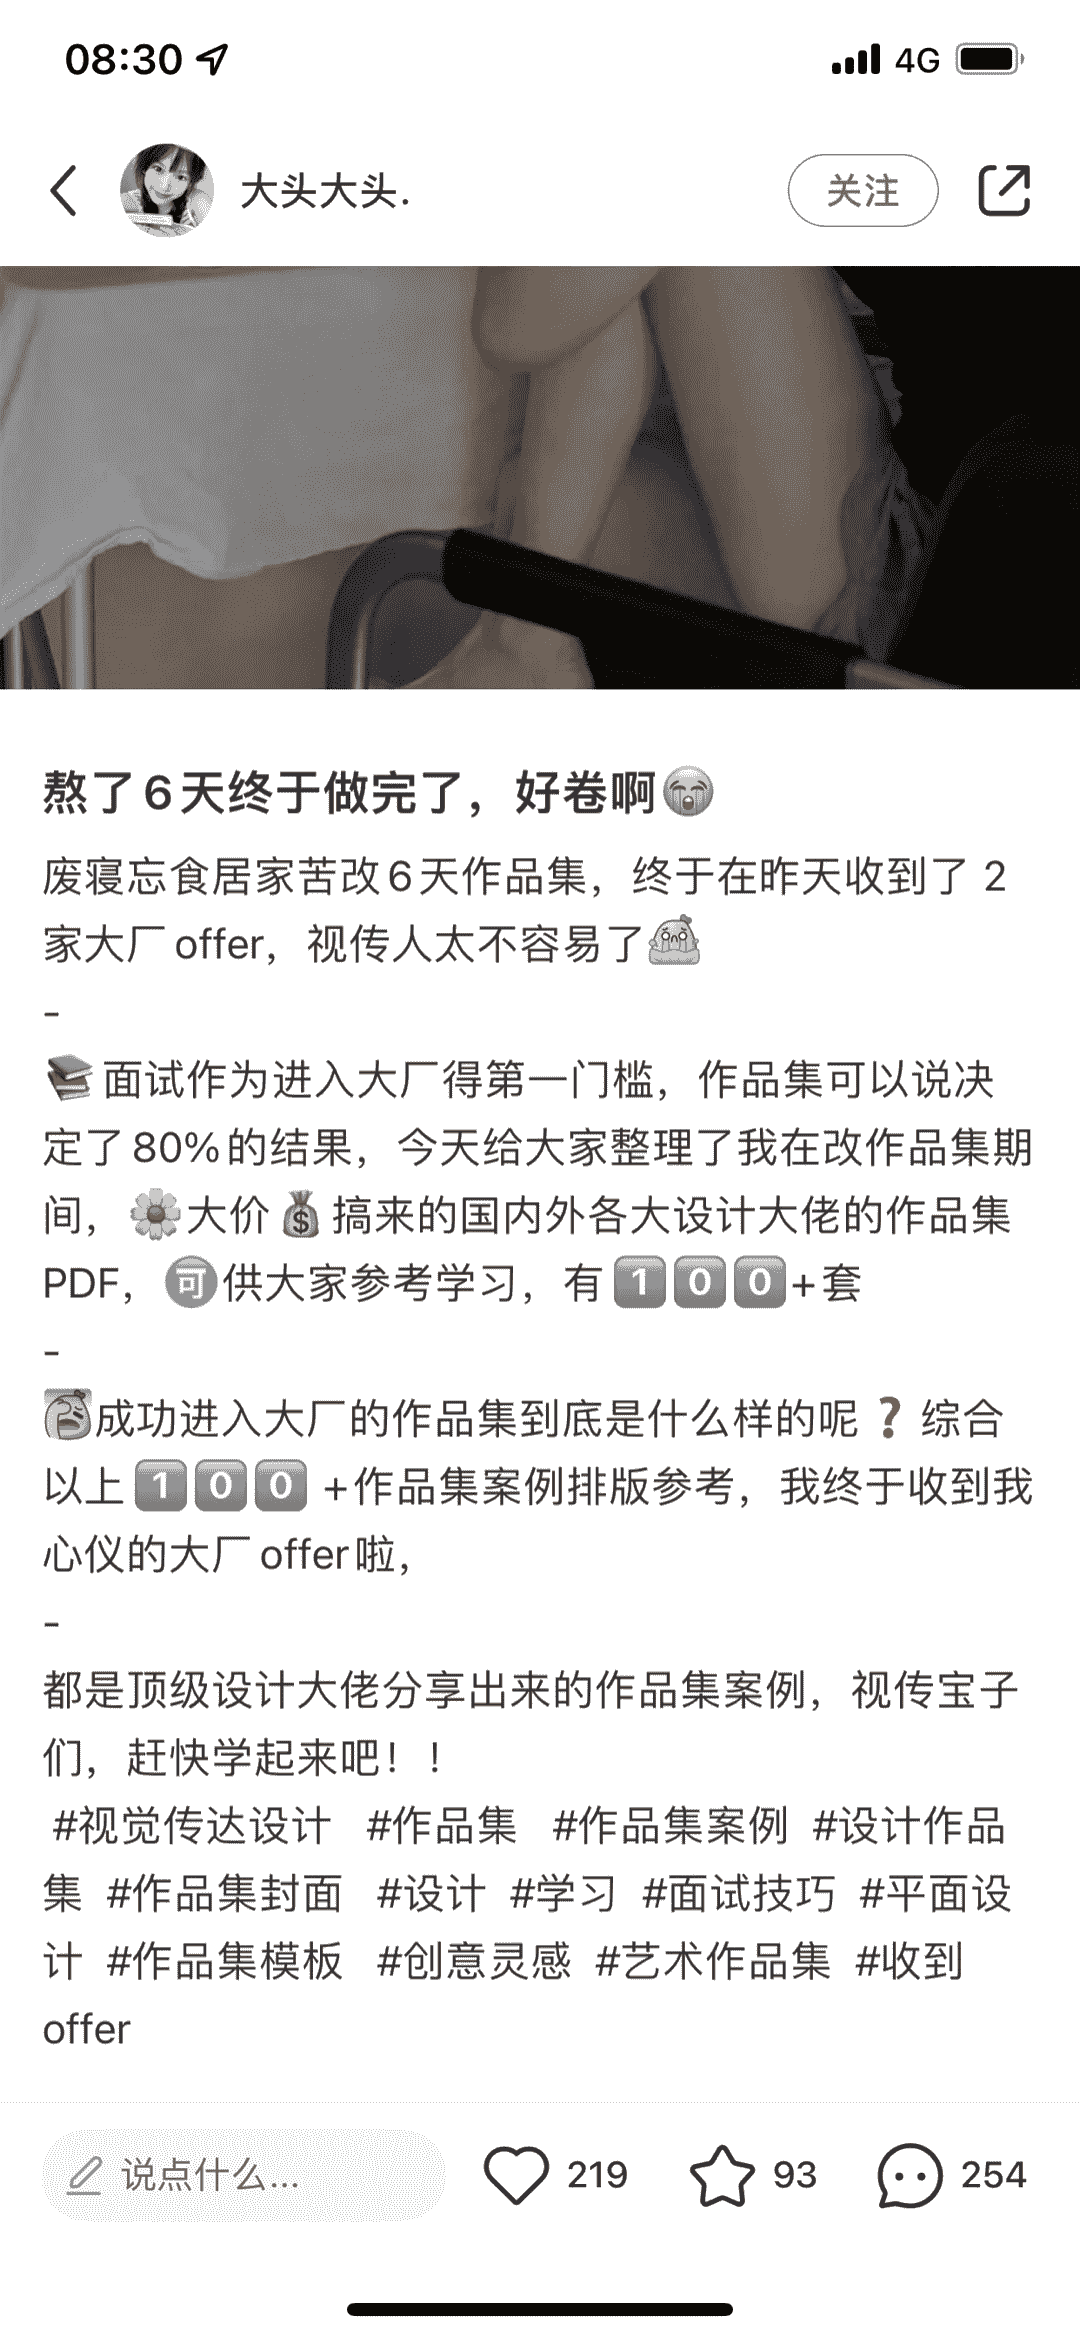 08:30 4G
大头大头.
关注
熬了6天终于做完了，好卷啊😭
废寝忘食居家苦改6天作品集，终于在昨天收到了 2
家大厂 offer，视传人太不容易了
-
📚面试作为进入大厂得第一门槛，作品集可以说决
定了80%的结果，今天给大家整理了我在改作品集期
间，🌼大价💰搞来的国内外各大设计大佬的作品集
PDF，🉑供大家参考学习，有1️⃣0️⃣0️⃣+套
-
成功进入大厂的作品集到底是什么样的呢❓综合
以上1️⃣0️⃣0️⃣ +作品集案例排版参考，我终于收到我
心仪的大厂 offer啦，
-
都是顶级设计大佬分享出来的作品集案例，视传宝子
们，赶快学起来吧！！
#视觉传达设计 #作品集 #作品集案例 #设计作品
集 #作品集封面 #设计 #学习 #面试技巧 #平面设
计 #作品集模板 #创意灵感 #艺术作品集 #收到
offer
说点什么... 219 93 254